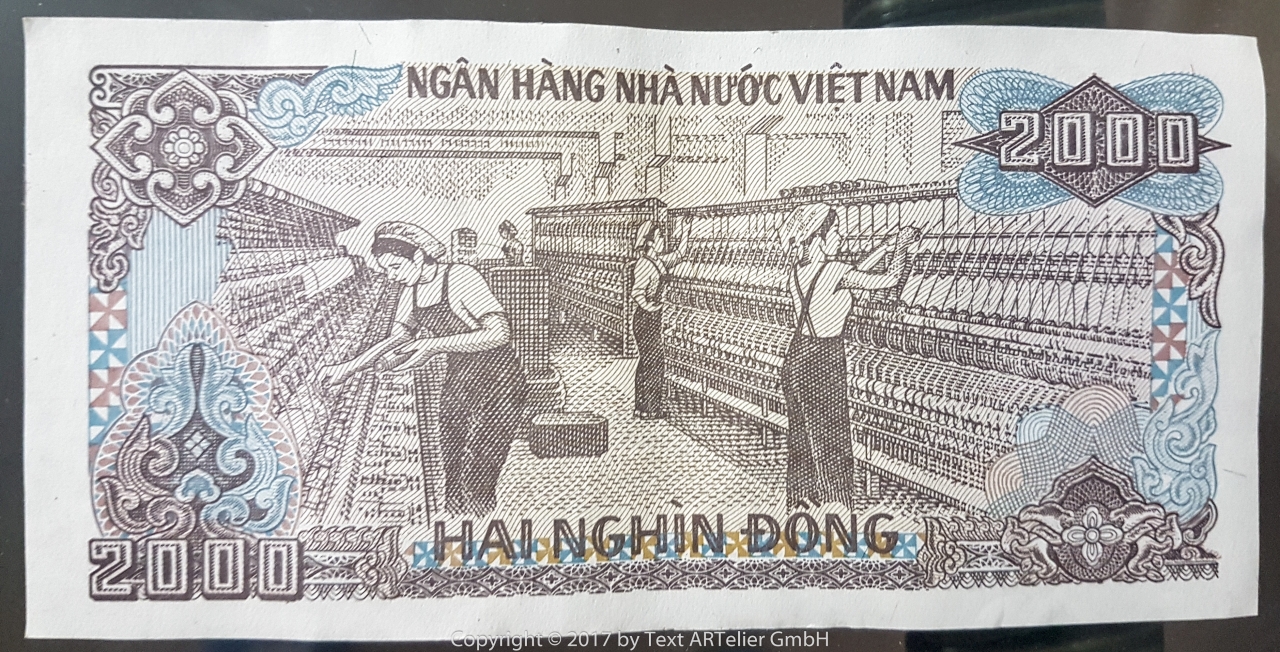 NGÂN HÀNG NHÀ NƯỚC VIỆT NAM
2000
HAI NGHÌN ĐỒNG
2000
Copyright © 2017 by Text ARTelier GmbH